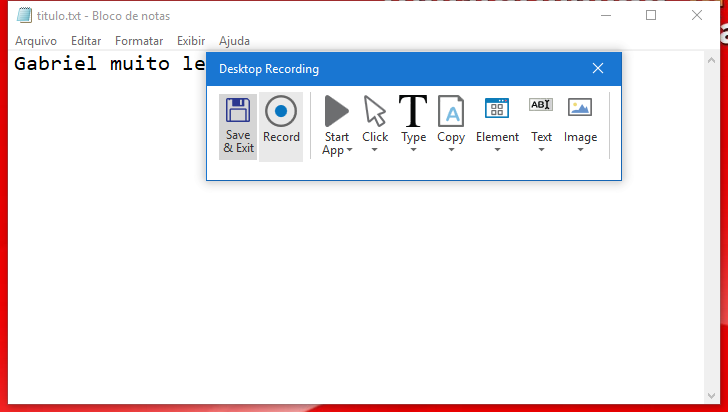 titulo.txt - Bloco de notas
Arquivo Editar Formatar Exibir Ajuda
Gabriel muito
Desktop Recording
Save & Exit
Record
Start App
Click
Type
Copy
Element
Text
Image
A
ABI